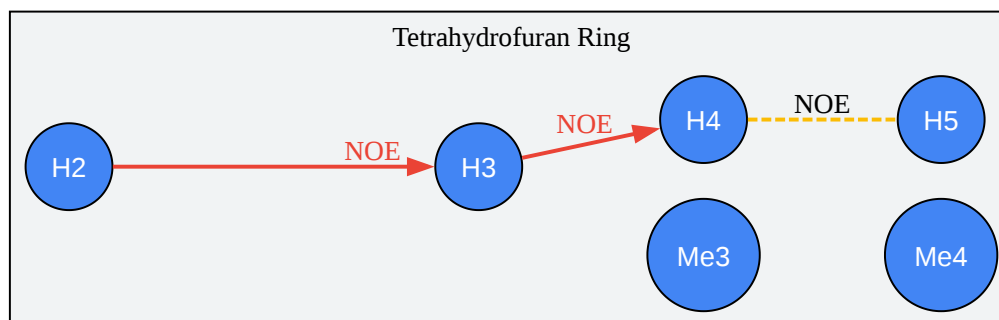 Tetrahydrofuran Ring
H2
NOE
H3
NOE
H4
NOE
H5
Me3
Me4